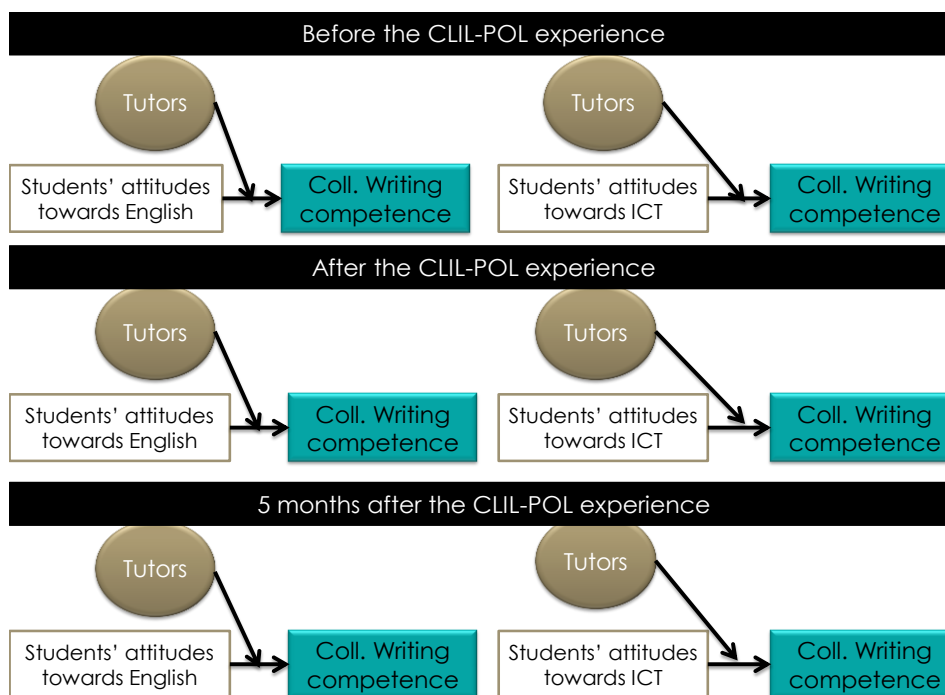 Before the CLIL-POL experience
Tutors
Tutors
Students’ attitudes
towards English
Coll. Writing
competence
Students’ attitudes
towards ICT
Coll. Writing
competence
After the CLIL-POL experience
Tutors
Tutors
Students’ attitudes
towards English
Coll. Writing
competence
Students’ attitudes
towards ICT
Coll. Writing
competence
5 months after the CLIL-POL experience
Tutors
Tutors
Students’ attitudes
towards English
Coll. Writing
competence
Students’ attitudes
towards ICT
Coll. Writing
competence